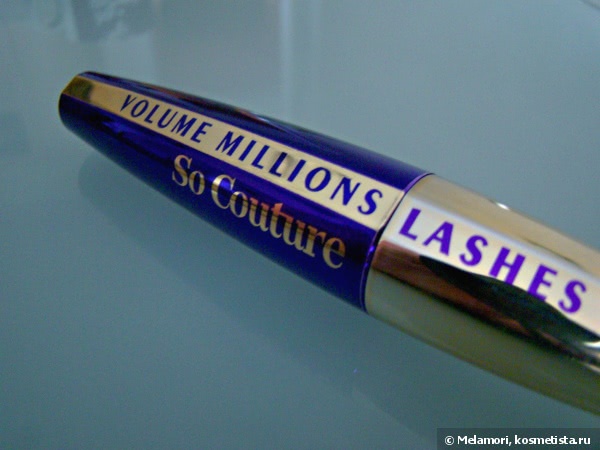 VOLUME MILLIONS LASHES
So Couture
© Melamori, kosmetista.ru